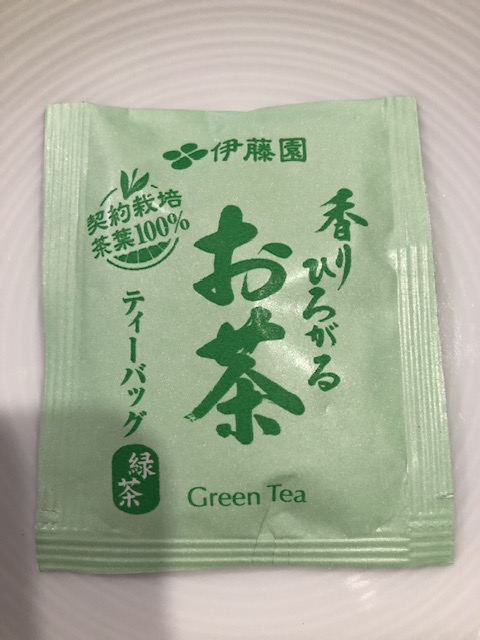 伊藤園
契約栽培
茶葉100%
香りひろがる
お茶
ティーバッグ
緑茶
Green Tea